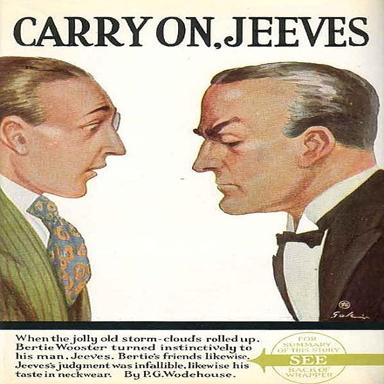 CARRY ON, JEEVES
When the jolly old storm-clouds rolled up,
Bertie Wooster turned instinctively to
his man, Jeeves. Bertie's friends likewise.
Jeeves's judgment was infallible, likewise his
taste in neckwear. By P.G.Wodehouse.
FOR
SUMMARY
OF THIS STORY
SEE
BACK OF
WRAPPER